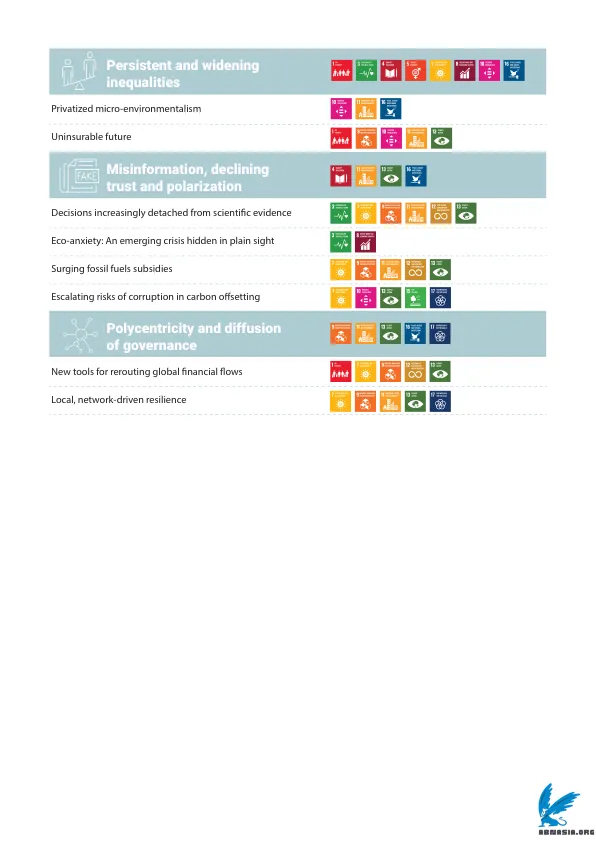 Persistent and widening
inequalities
Privatized micro-environmentalism
Uninsurable future
FAKE
Misinformation, declining
trust and polarization
Decisions increasingly detached from scientific evidence
Eco-anxiety: An emerging crisis hidden in plain sight
Surging fossil fuels subsidies
Escalating risks of corruption in carbon offsetting
Polycentricity and diffusion
of governance
New tools for rerouting global financial flows
Local, network-driven resilience
ABNASIA.ORG